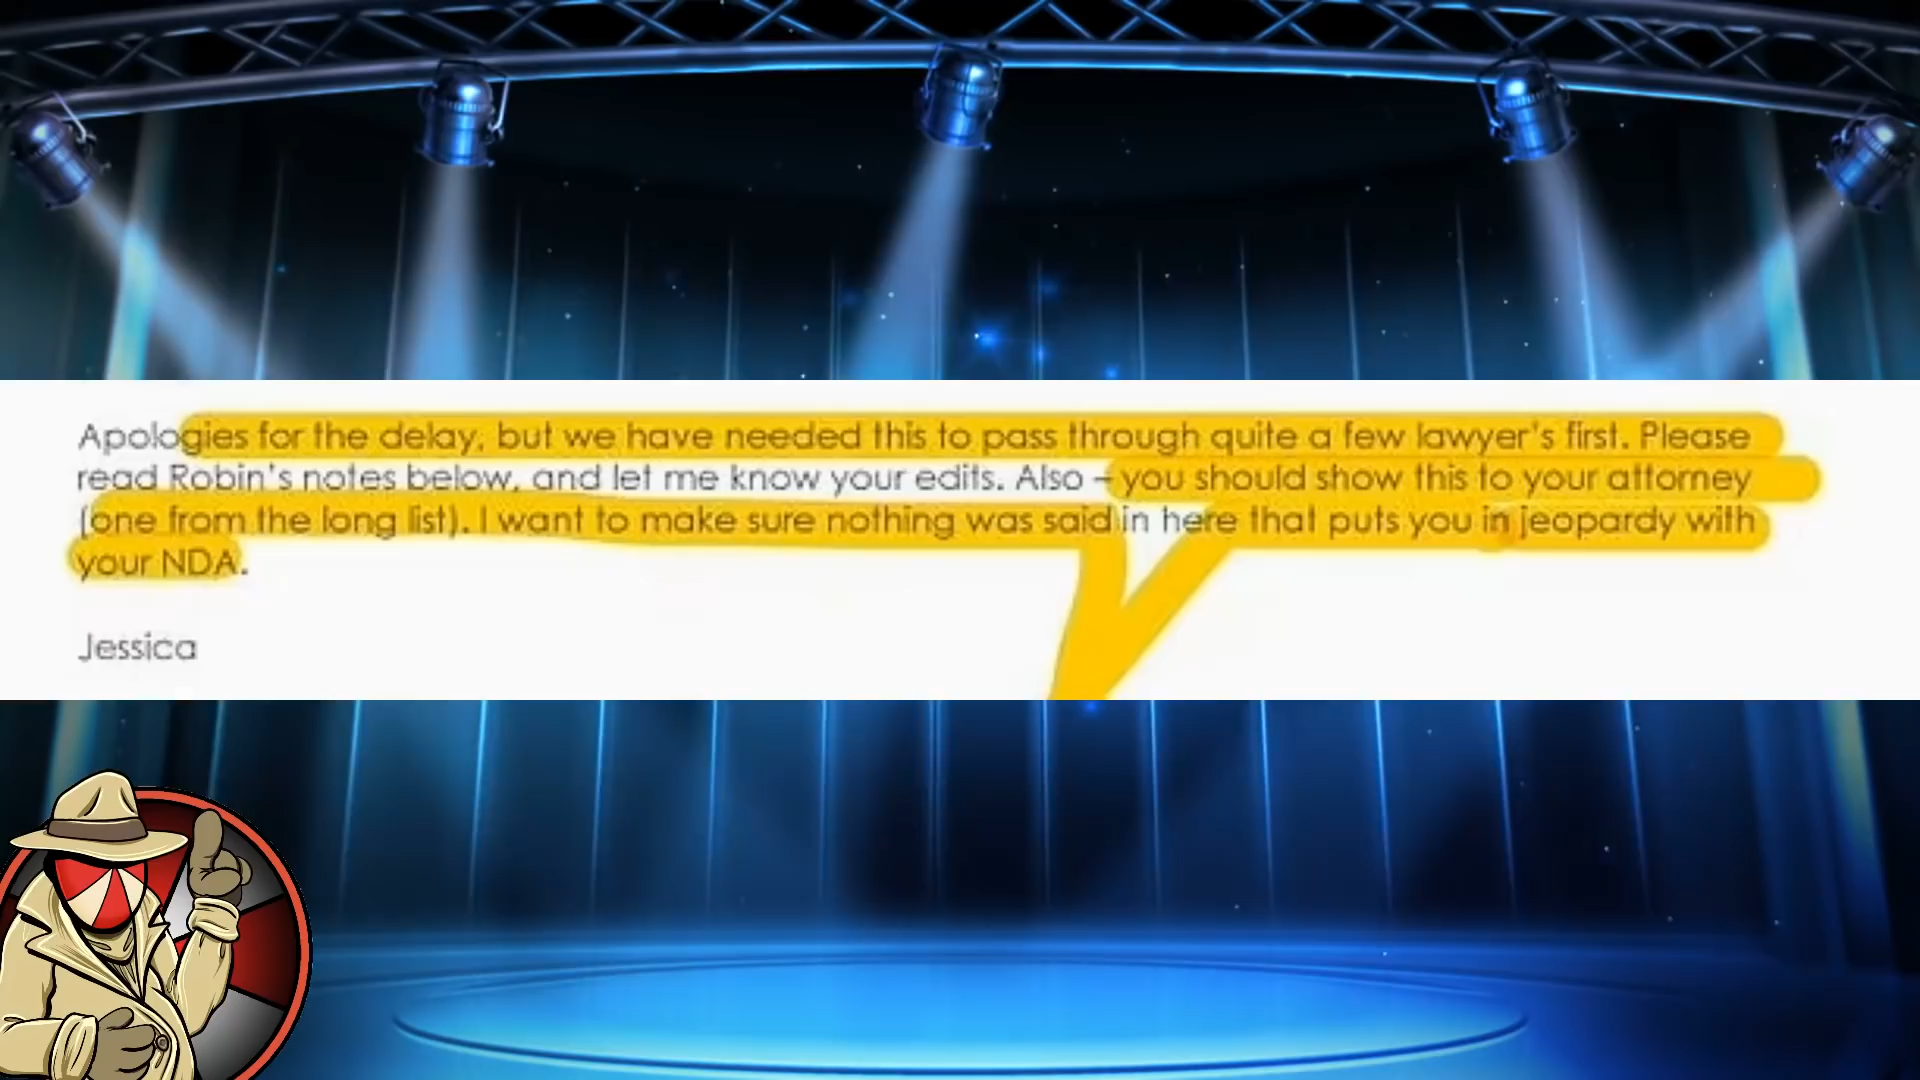 Apologies for the delay, but we have needed this to pass through quite a few lawyer's first. Please
read Robin's notes below, and let me know your edits. Also – you should show this to your attorney
(one from the long list). I want to make sure nothing was said in here that puts you in jeopardy with
your NDA.
Jessica